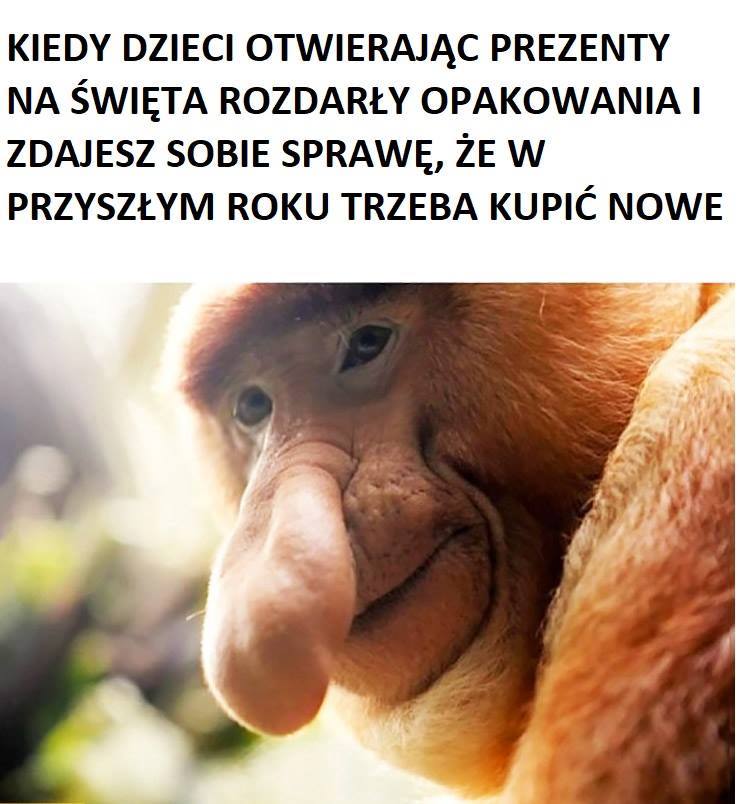 KIEDY DZIECI OTWIERAJĄC PREZENTY
NA ŚWIĘTA ROZDARŁY OPAKOWANIA I
ZDAJESZ SOBIE SPRAWĘ, ŻE W
PRZYSZŁYM ROKU TRZEBA KUPIĆ NOWE